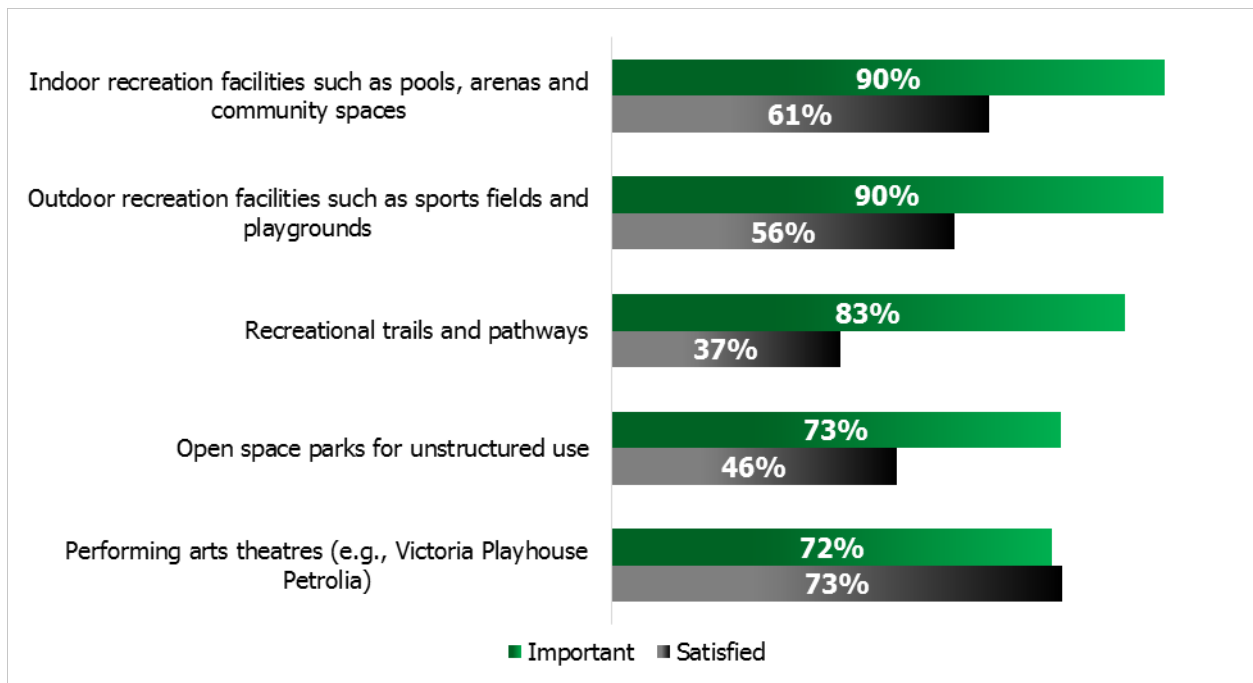 Indoor recreation facilities such as pools, arenas and
community spaces
90%
61%
Outdoor recreation facilities such as sports fields and
playgrounds
90%
56%
Recreational trails and pathways
83%
37%
Open space parks for unstructured use
73%
46%
Performing arts theatres (e.g., Victoria Playhouse
Petrolia)
72%
73%
Important
Satisfied